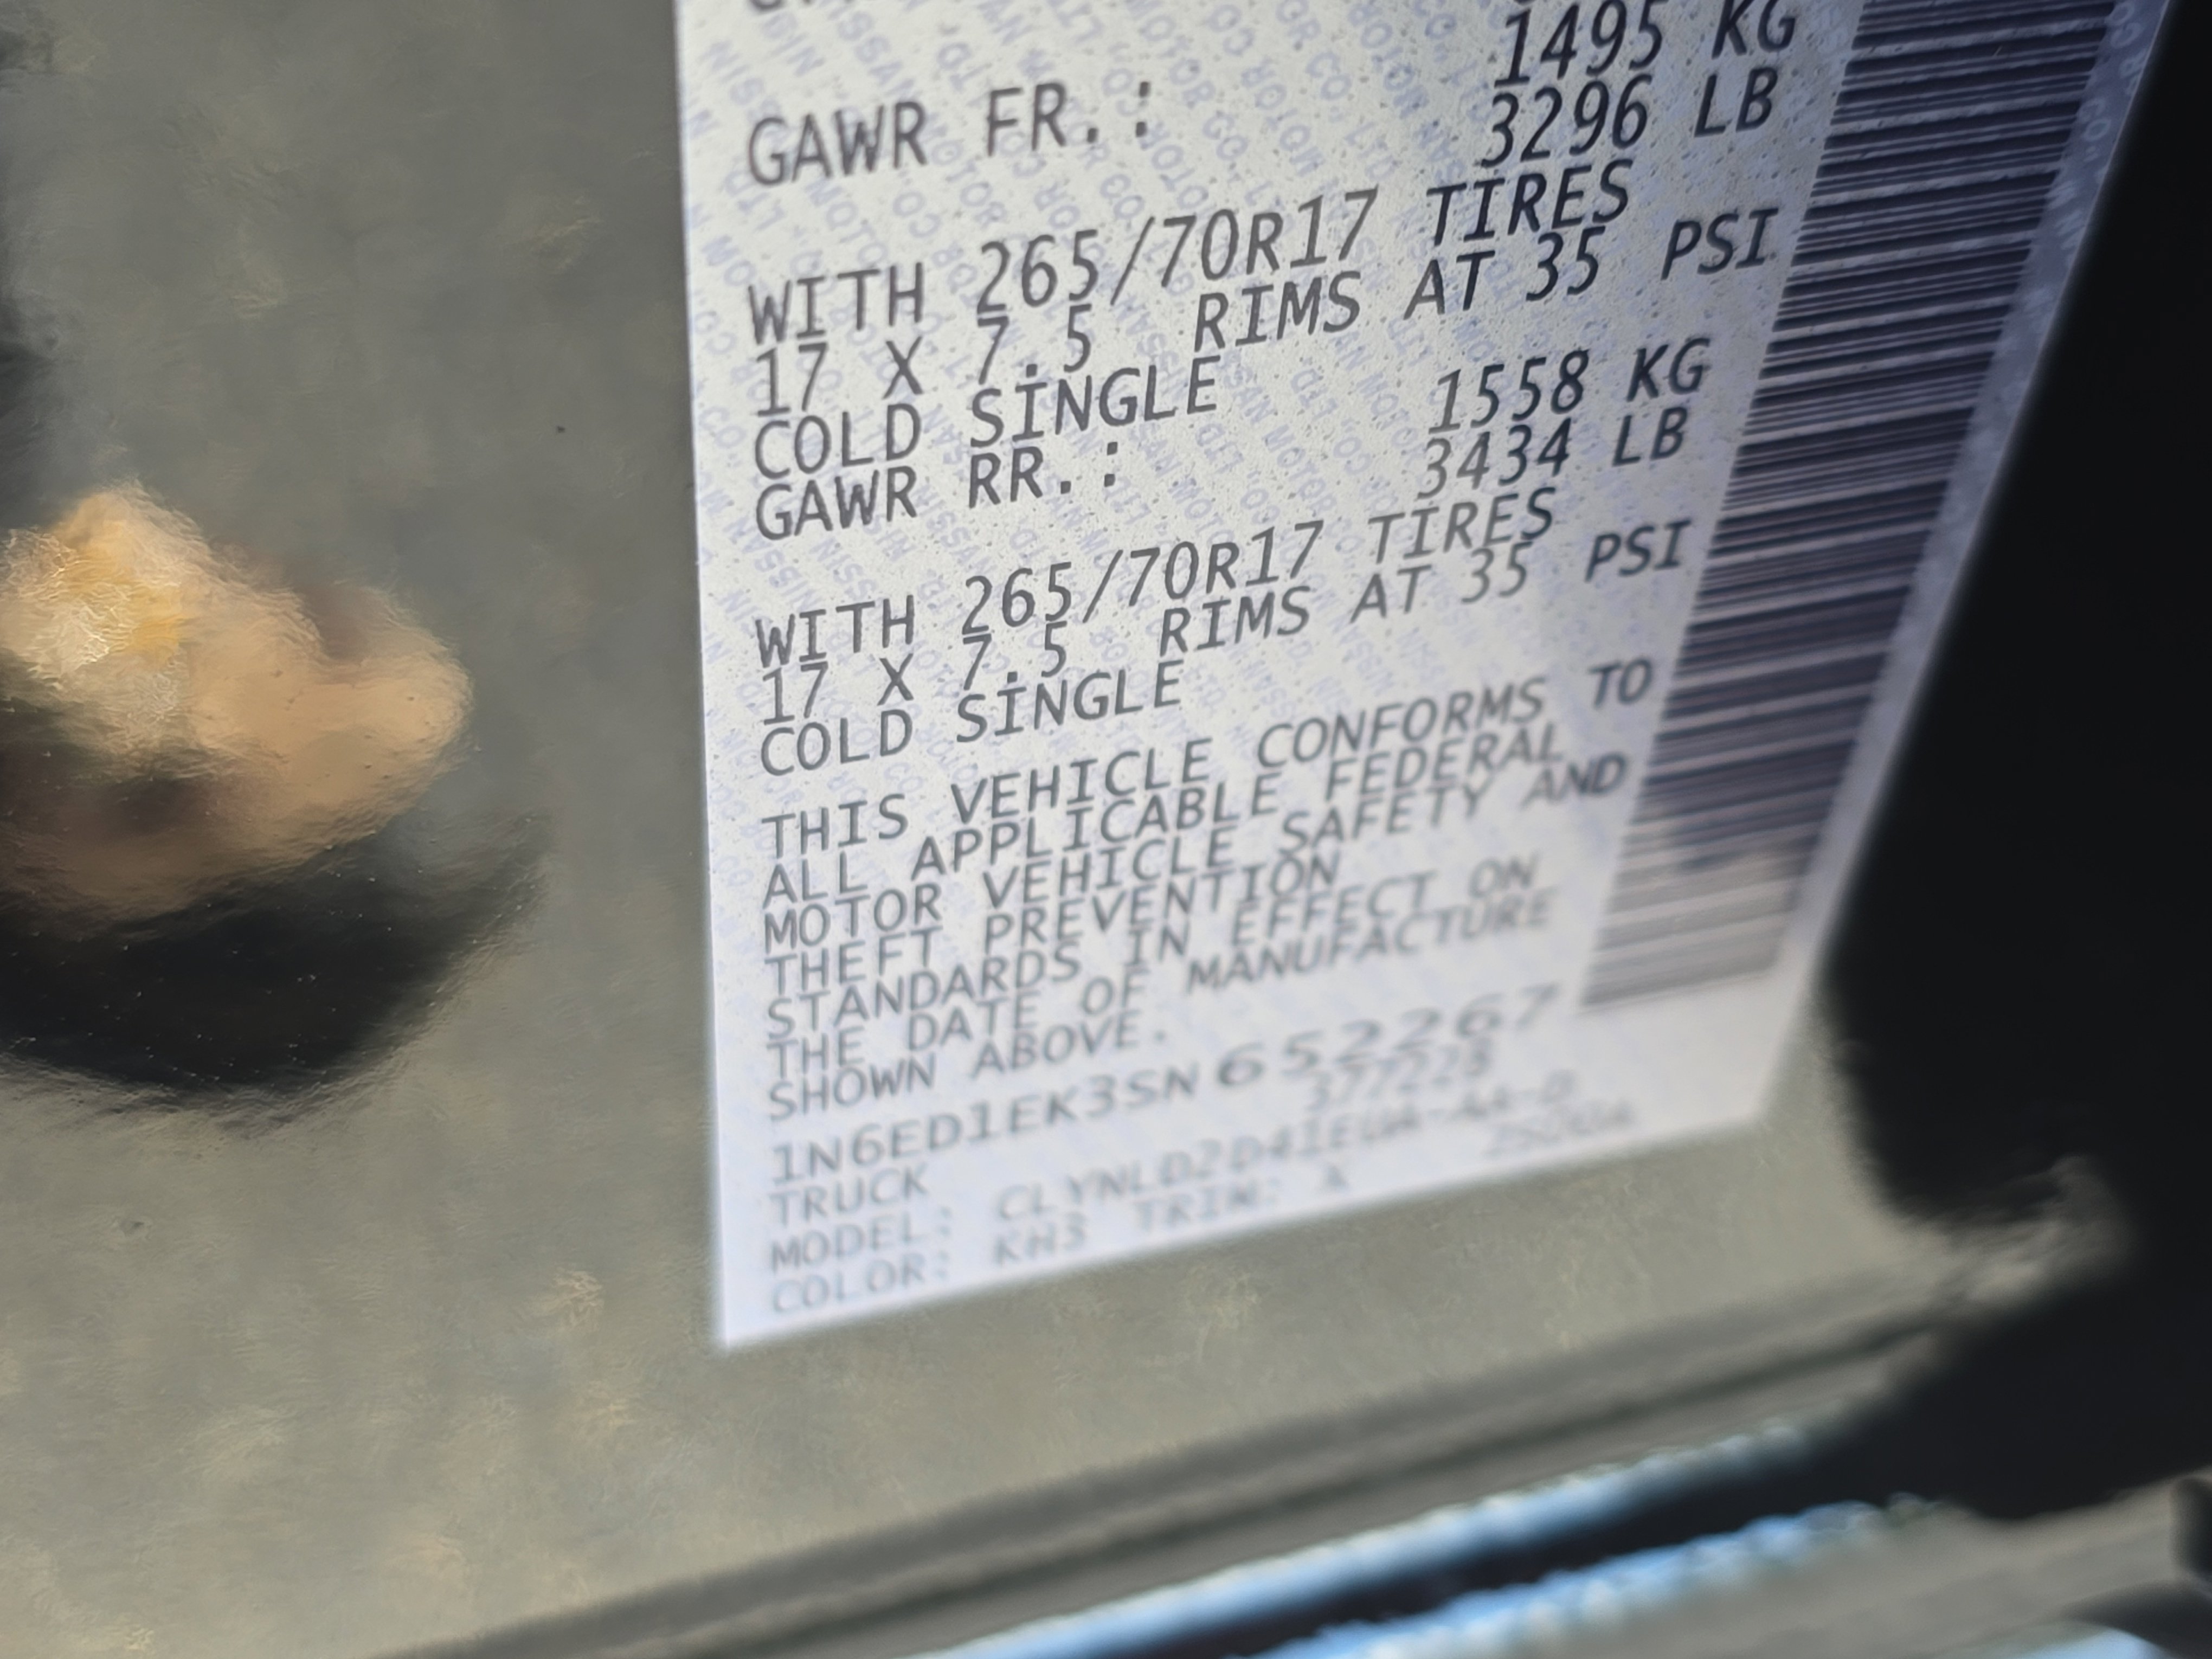 1495 KG
GAWR FR.: 3296 LB
WITH 265/70R17 TIRES
17 X 7.5 RIMS AT 35 PSI
COLD SINGLE
1558 KG
GAWR RR.: 3434 LB
WITH 265/70R17 TIRES
17 X 7.5 RIMS AT 35 PSI
COLD SINGLE
THIS VEHICLE CONFORMS TO
ALL APPLICABLE FEDERAL
MOTOR VEHICLE SAFETY AND
THEFT PREVENTION
STANDARDS IN EFFECT ON
THE DATE OF MANUFACTURE
SHOWN ABOVE.
1N6ED1EK3SN652267
TRUCK
MODEL:
COLOR: KH3 TRIM: